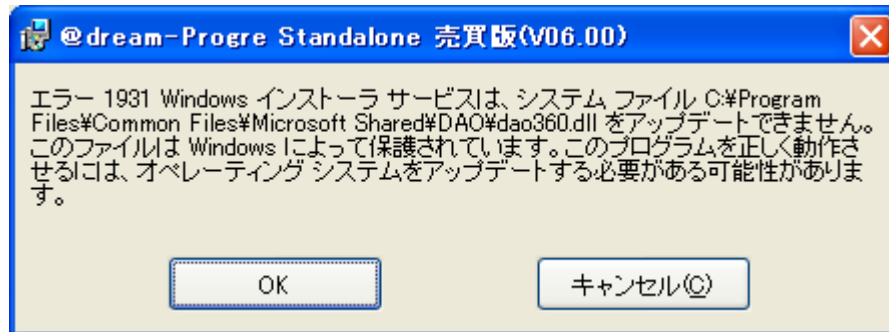 @dream-Progre Standalone 売買版(V06.00)
エラー 1931 Windows インストーラ サービスは、システム ファイル C:¥Program
Files¥Common Files¥Microsoft Shared¥DAO¥dao360.dll をアップデートできません。
このファイルは Windows によって保護されています。このプログラムを正しく動作さ
せるには、オペレーティング システムをアップデートする必要がある可能性がありま
す。
OK
キャンセル(C)